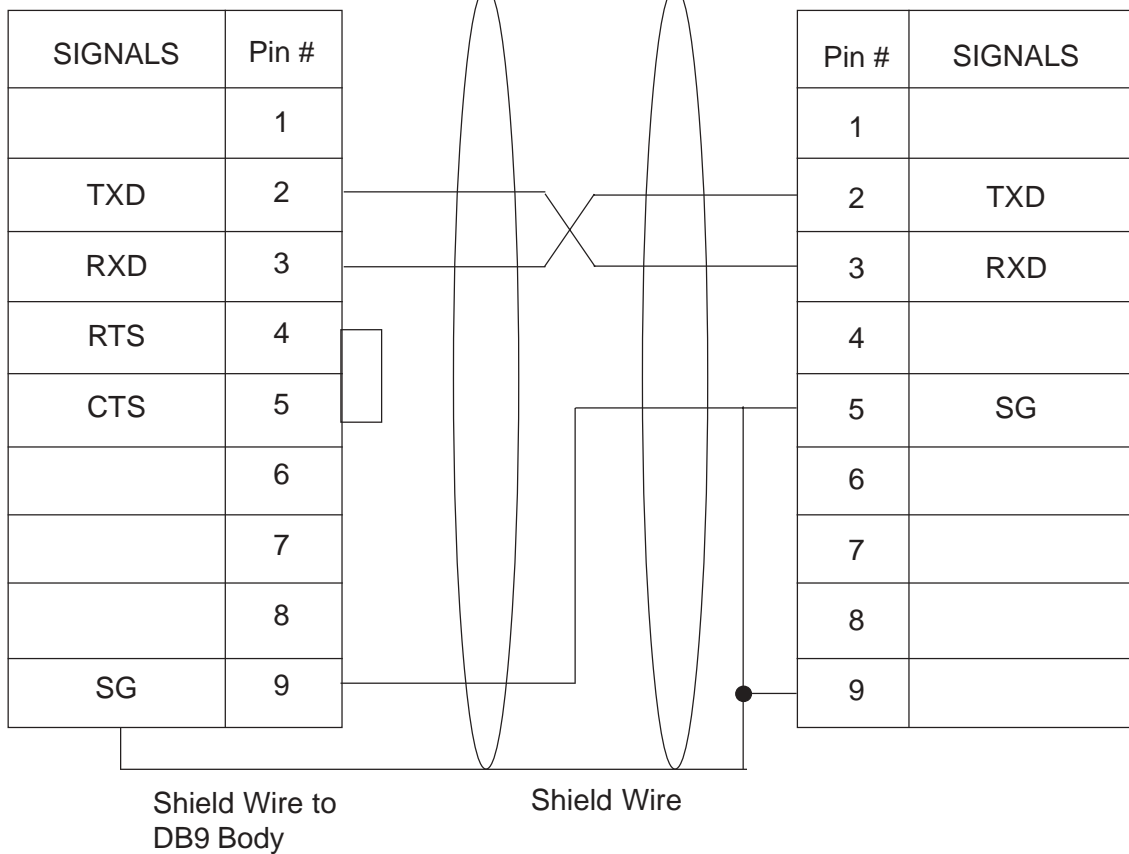 SIGNALS Pin # Pin # SIGNALS
1 1
TXD 2 2 TXD
RXD 3 3 RXD
RTS 4 4
CTS 5 5 SG
6 6
7 7
8 8
SG 9 9
Shield Wire to
DB9 Body
Shield Wire